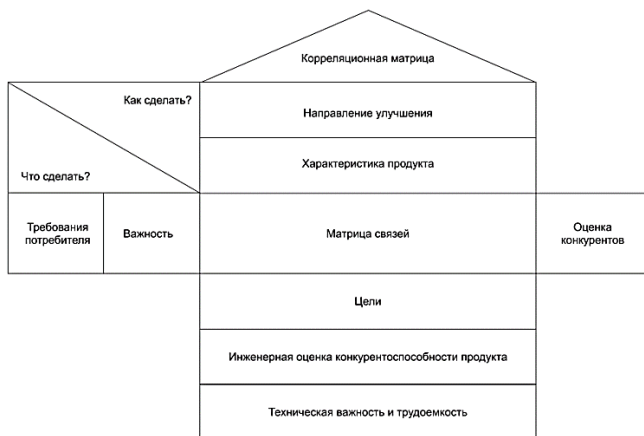 Корреляционная матрица
Как сделать?
Направление улучшения
Что сделать?
Характеристика продукта
Требования
потребителя
Важность
Матрица связей
Оценка
конкурентов
Цели
Инженерная оценка конкурентоспособности продукта
Техническая важность и трудоемкость